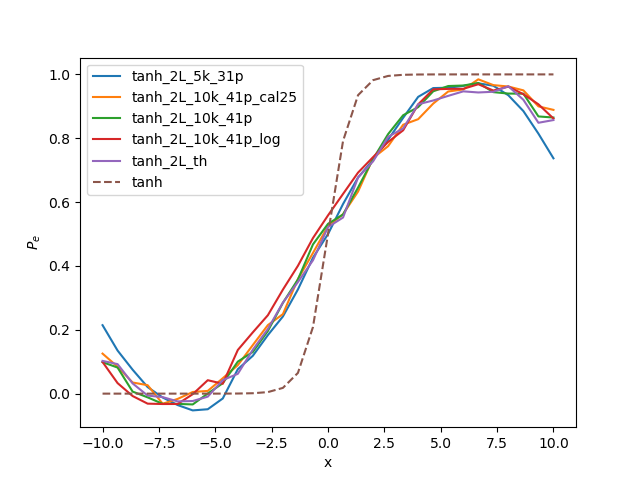 tanh_2L_5k_31p
tanh_2L_10k_41p_cal25
tanh_2L_10k_41p
tanh_2L_10k_41p_log
tanh_2L_th
tanh
1.0
0.8
0.6
0.4
0.2
0.0
P_e
−10.0 −7.5 −5.0 −2.5 0.0 2.5 5.0 7.5 10.0
x